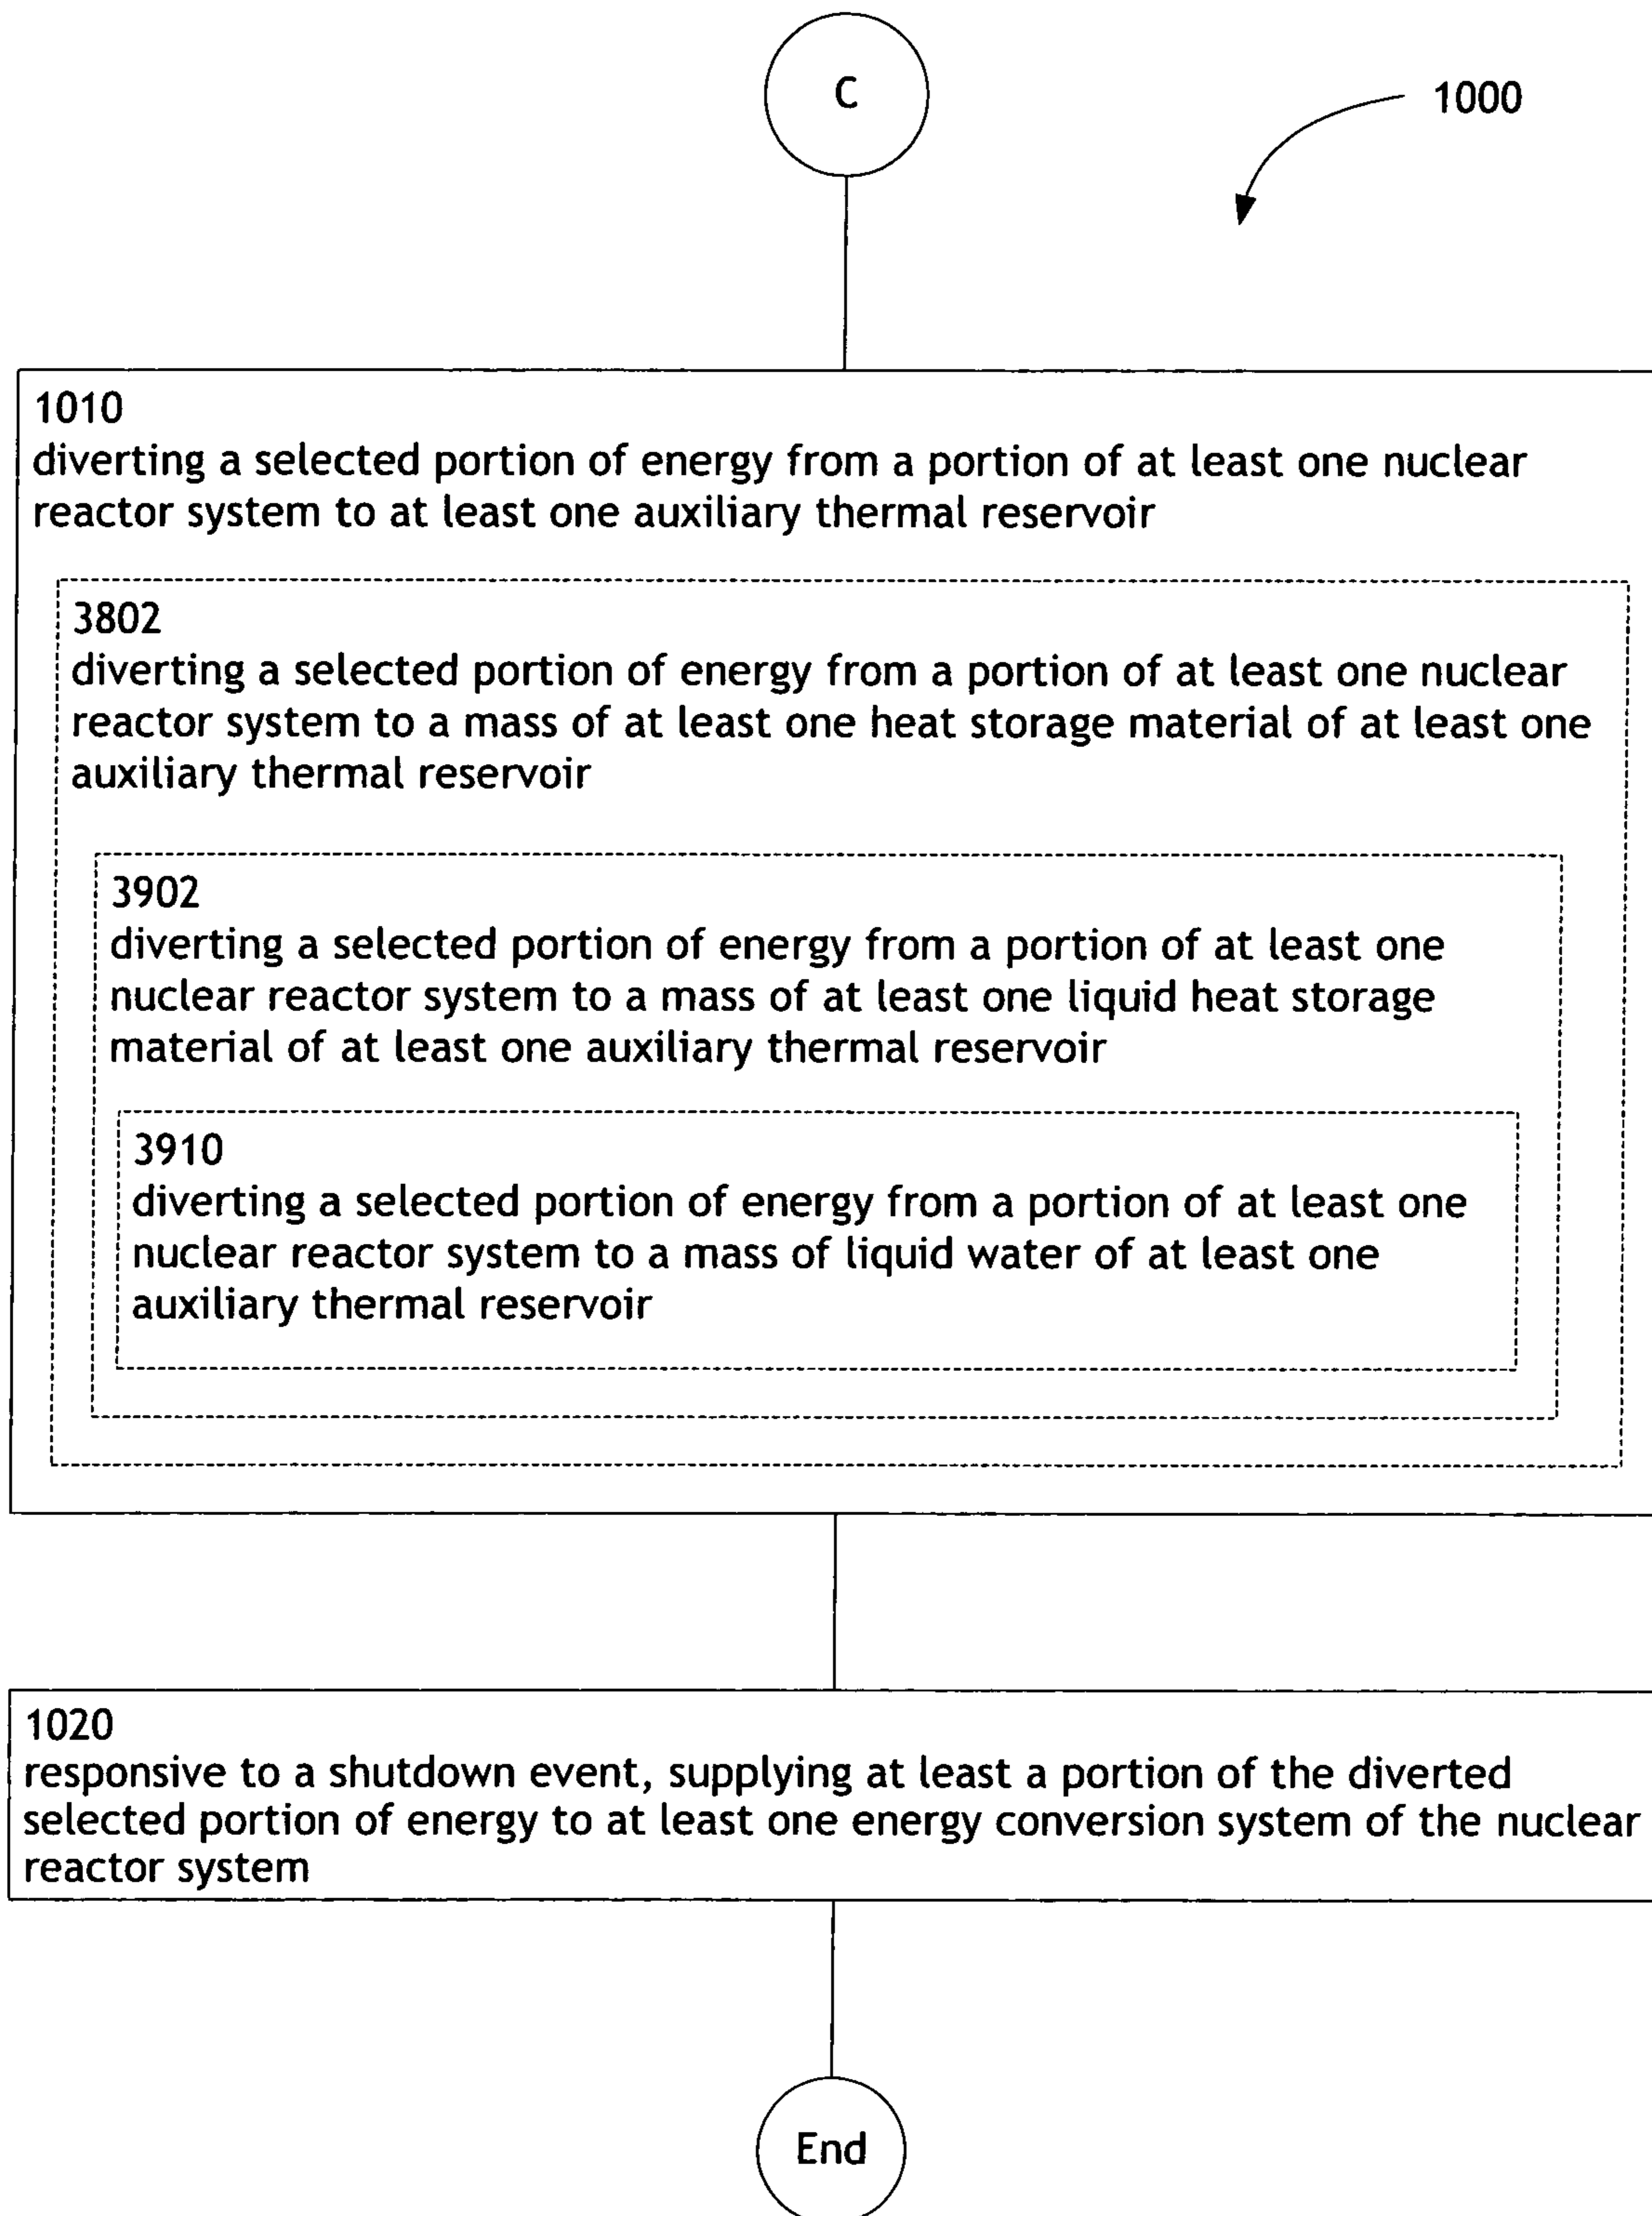 C
1000
1010
diverting a selected portion of energy from a portion of at least one nuclear
reactor system to at least one auxiliary thermal reservoir
3802
diverting a selected portion of energy from a portion of at least one nuclear
reactor system to a mass of at least one heat storage material of at least one
auxiliary thermal reservoir
3902
diverting a selected portion of energy from a portion of at least one
nuclear reactor system to a mass of at least one liquid heat storage
material of at least one auxiliary thermal reservoir
3910
diverting a selected portion of energy from a portion of at least one
nuclear reactor system to a mass of liquid water of at least one
auxiliary thermal reservoir
1020
responsive to a shutdown event, supplying at least a portion of the diverted
selected portion of energy to at least one energy conversion system of the nuclear
reactor system
End